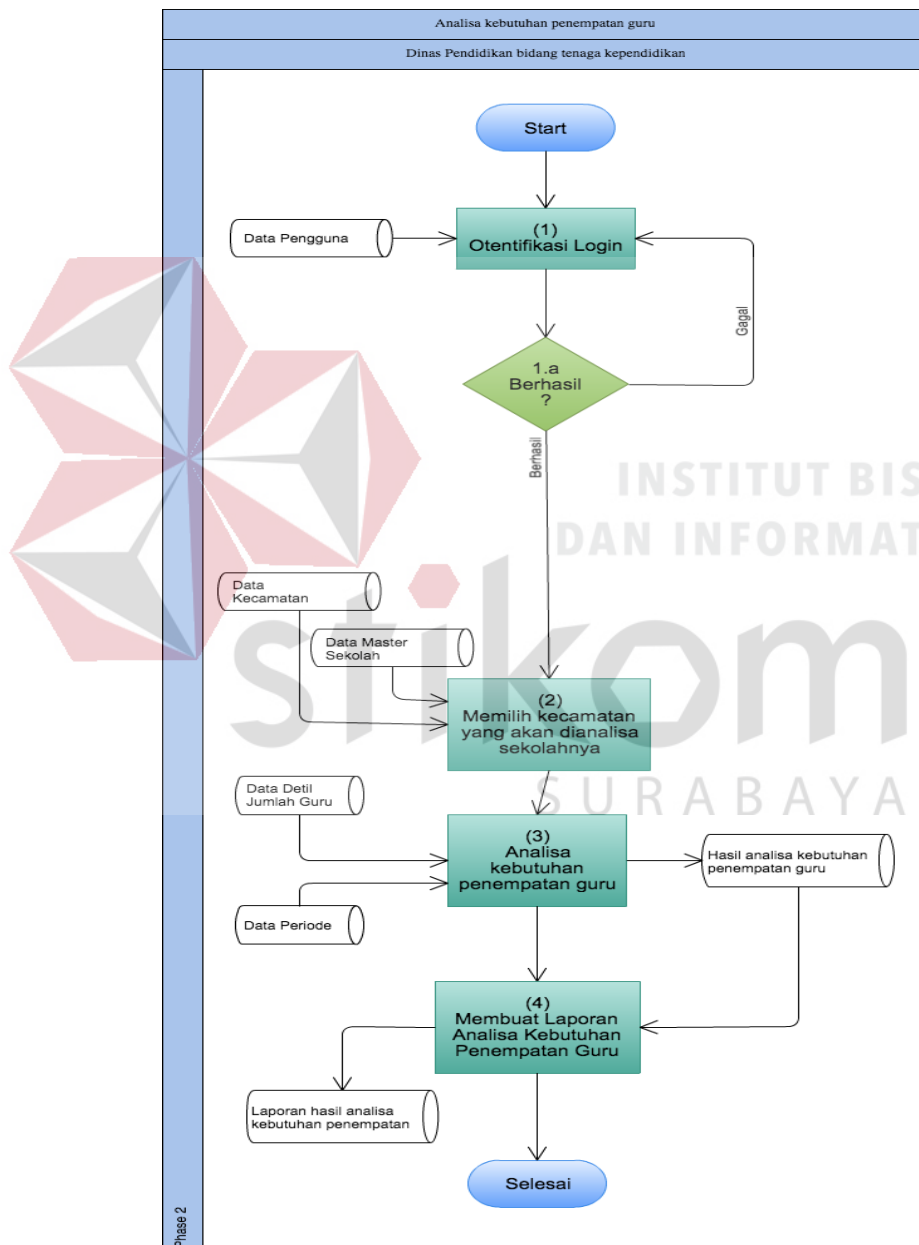 Analisa kebutuhan penempatan guru
Dinas Pendidikan bidang tenaga kependidikan
Start
Data Pengguna
(1)
Otentifikasi Login
Gagal
1.a
Berhasil
?
Berhasil
INSTITUT BIS
DAN INFORMAT
stikom
SURABAYA
Data
Kecamatan
Data Master
Sekolah
(2)
Memilih kecamatan
yang akan dianalisa
sekolahnya
Data Detil
Jumlah Guru
(3)
Analisa
kebutuhan
penempatan guru
Hasil analisa kebutuhan
penempatan guru
Data Periode
(4)
Membuat Laporan
Analisa Kebutuhan
Penempatan Guru
Laporan hasil analisa
kebutuhan penempatan
Selesai
Phase 2